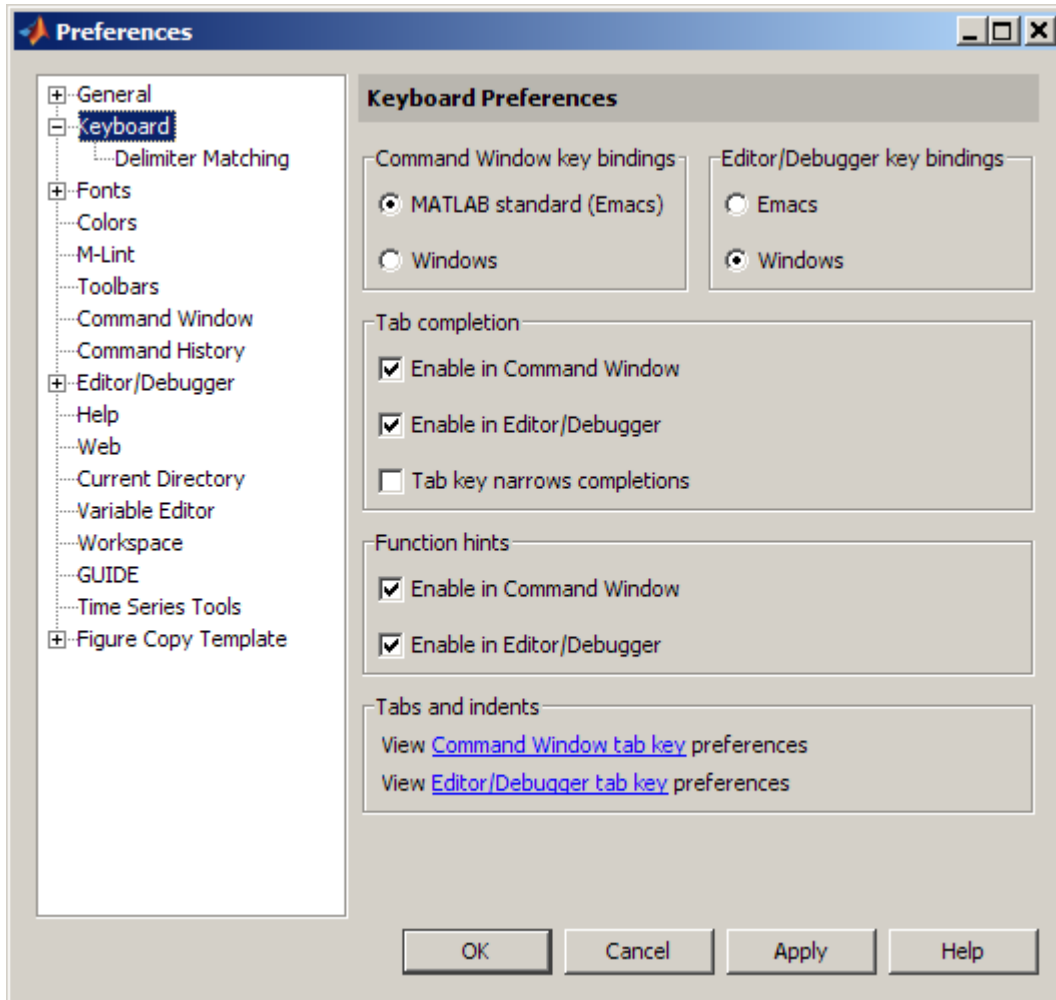 Preferences
General
Keyboard
Delimiter Matching
Fonts
Colors
M-Lint
Toolbars
Command Window
Command History
Editor/Debugger
Help
Web
Current Directory
Variable Editor
Workspace
GUIDE
Time Series Tools
Figure Copy Template
Keyboard Preferences
Command Window key bindings
MATLAB standard (Emacs)
Windows
Editor/Debugger key bindings
Emacs
Windows
Tab completion
Enable in Command Window
Enable in Editor/Debugger
Tab key narrows completions
Function hints
Enable in Command Window
Enable in Editor/Debugger
Tabs and indents
View Command Window tab key preferences
View Editor/Debugger tab key preferences
OK
Cancel
Apply
Help